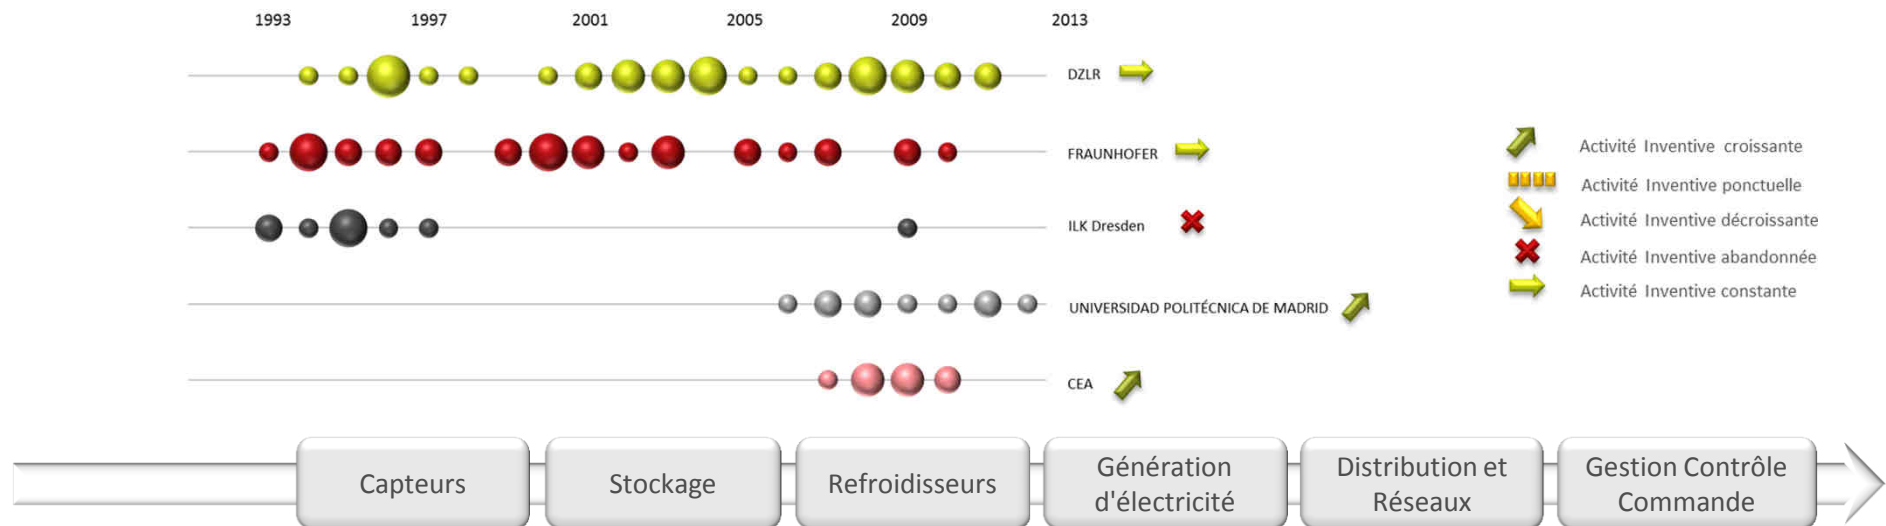 1993 1997 2001 2005 2009 2013
DZLR
FRAUNHOFER
ILK Dresden
UNIVERSIDAD POLITÉCNICA DE MADRID
CEA
Activité Inventive croissante
Activité Inventive ponctuelle
Activité Inventive décroissante
Activité Inventive abandonnée
Activité Inventive constante
Capteurs
Stockage
Refroidisseurs
Génération
d'électricité
Distribution et
Réseaux
Gestion Contrôle
Commande